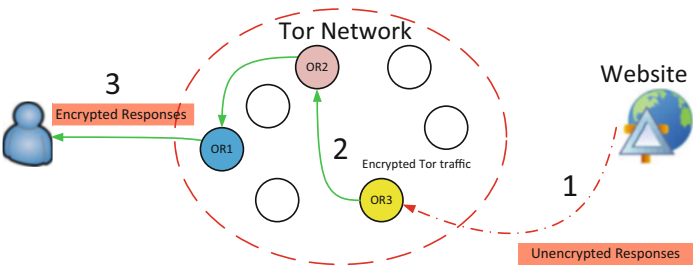 Tor Network
3
Encrypted Responses
OR2
Website
OR1
2
Encrypted Tor traffic
1
OR3
Unencrypted Responses